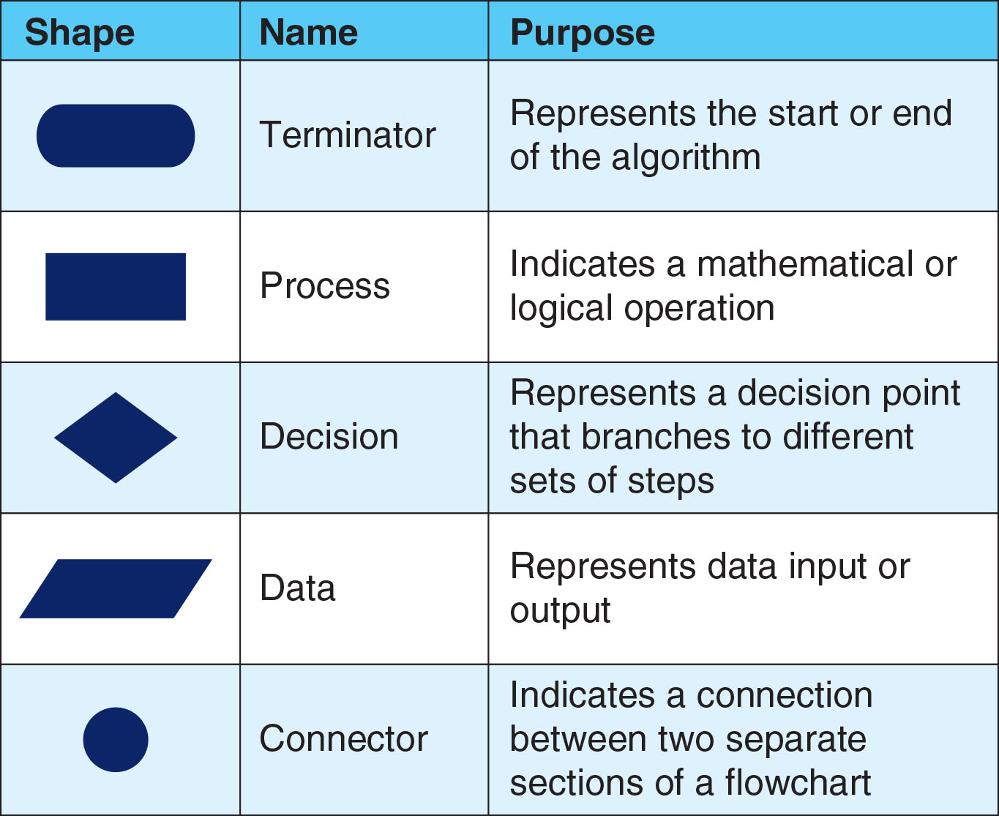 Shape Name Purpose
Terminator
Represents the start or end
of the algorithm
Process
Indicates a mathematical or
logical operation
Decision
Represents a decision point
that branches to different
sets of steps
Data
Represents data input or
output
Connector
Indicates a connection
between two separate
sections of a flowchart